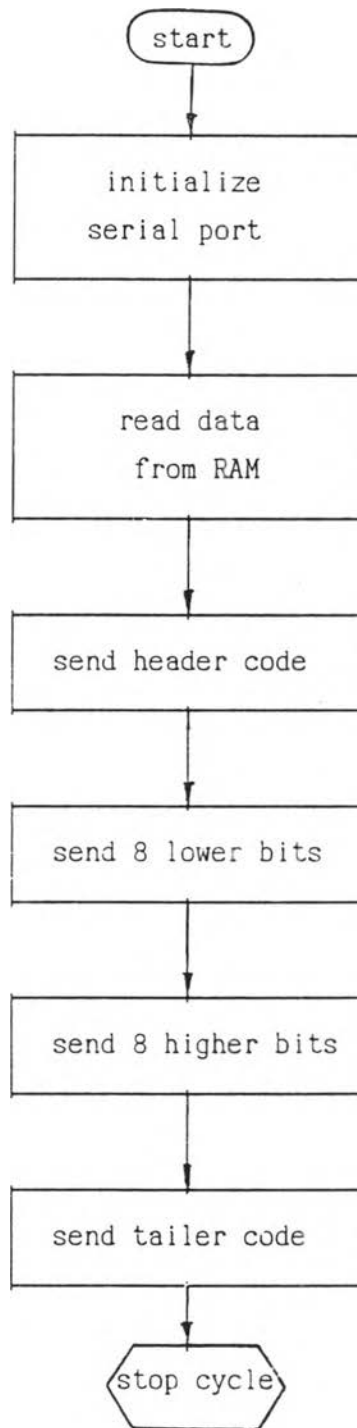 start
initialize
serial port
read data
from RAM
send header code
send 8 lower bits
send 8 higher bits
send tailer code
stop cycle